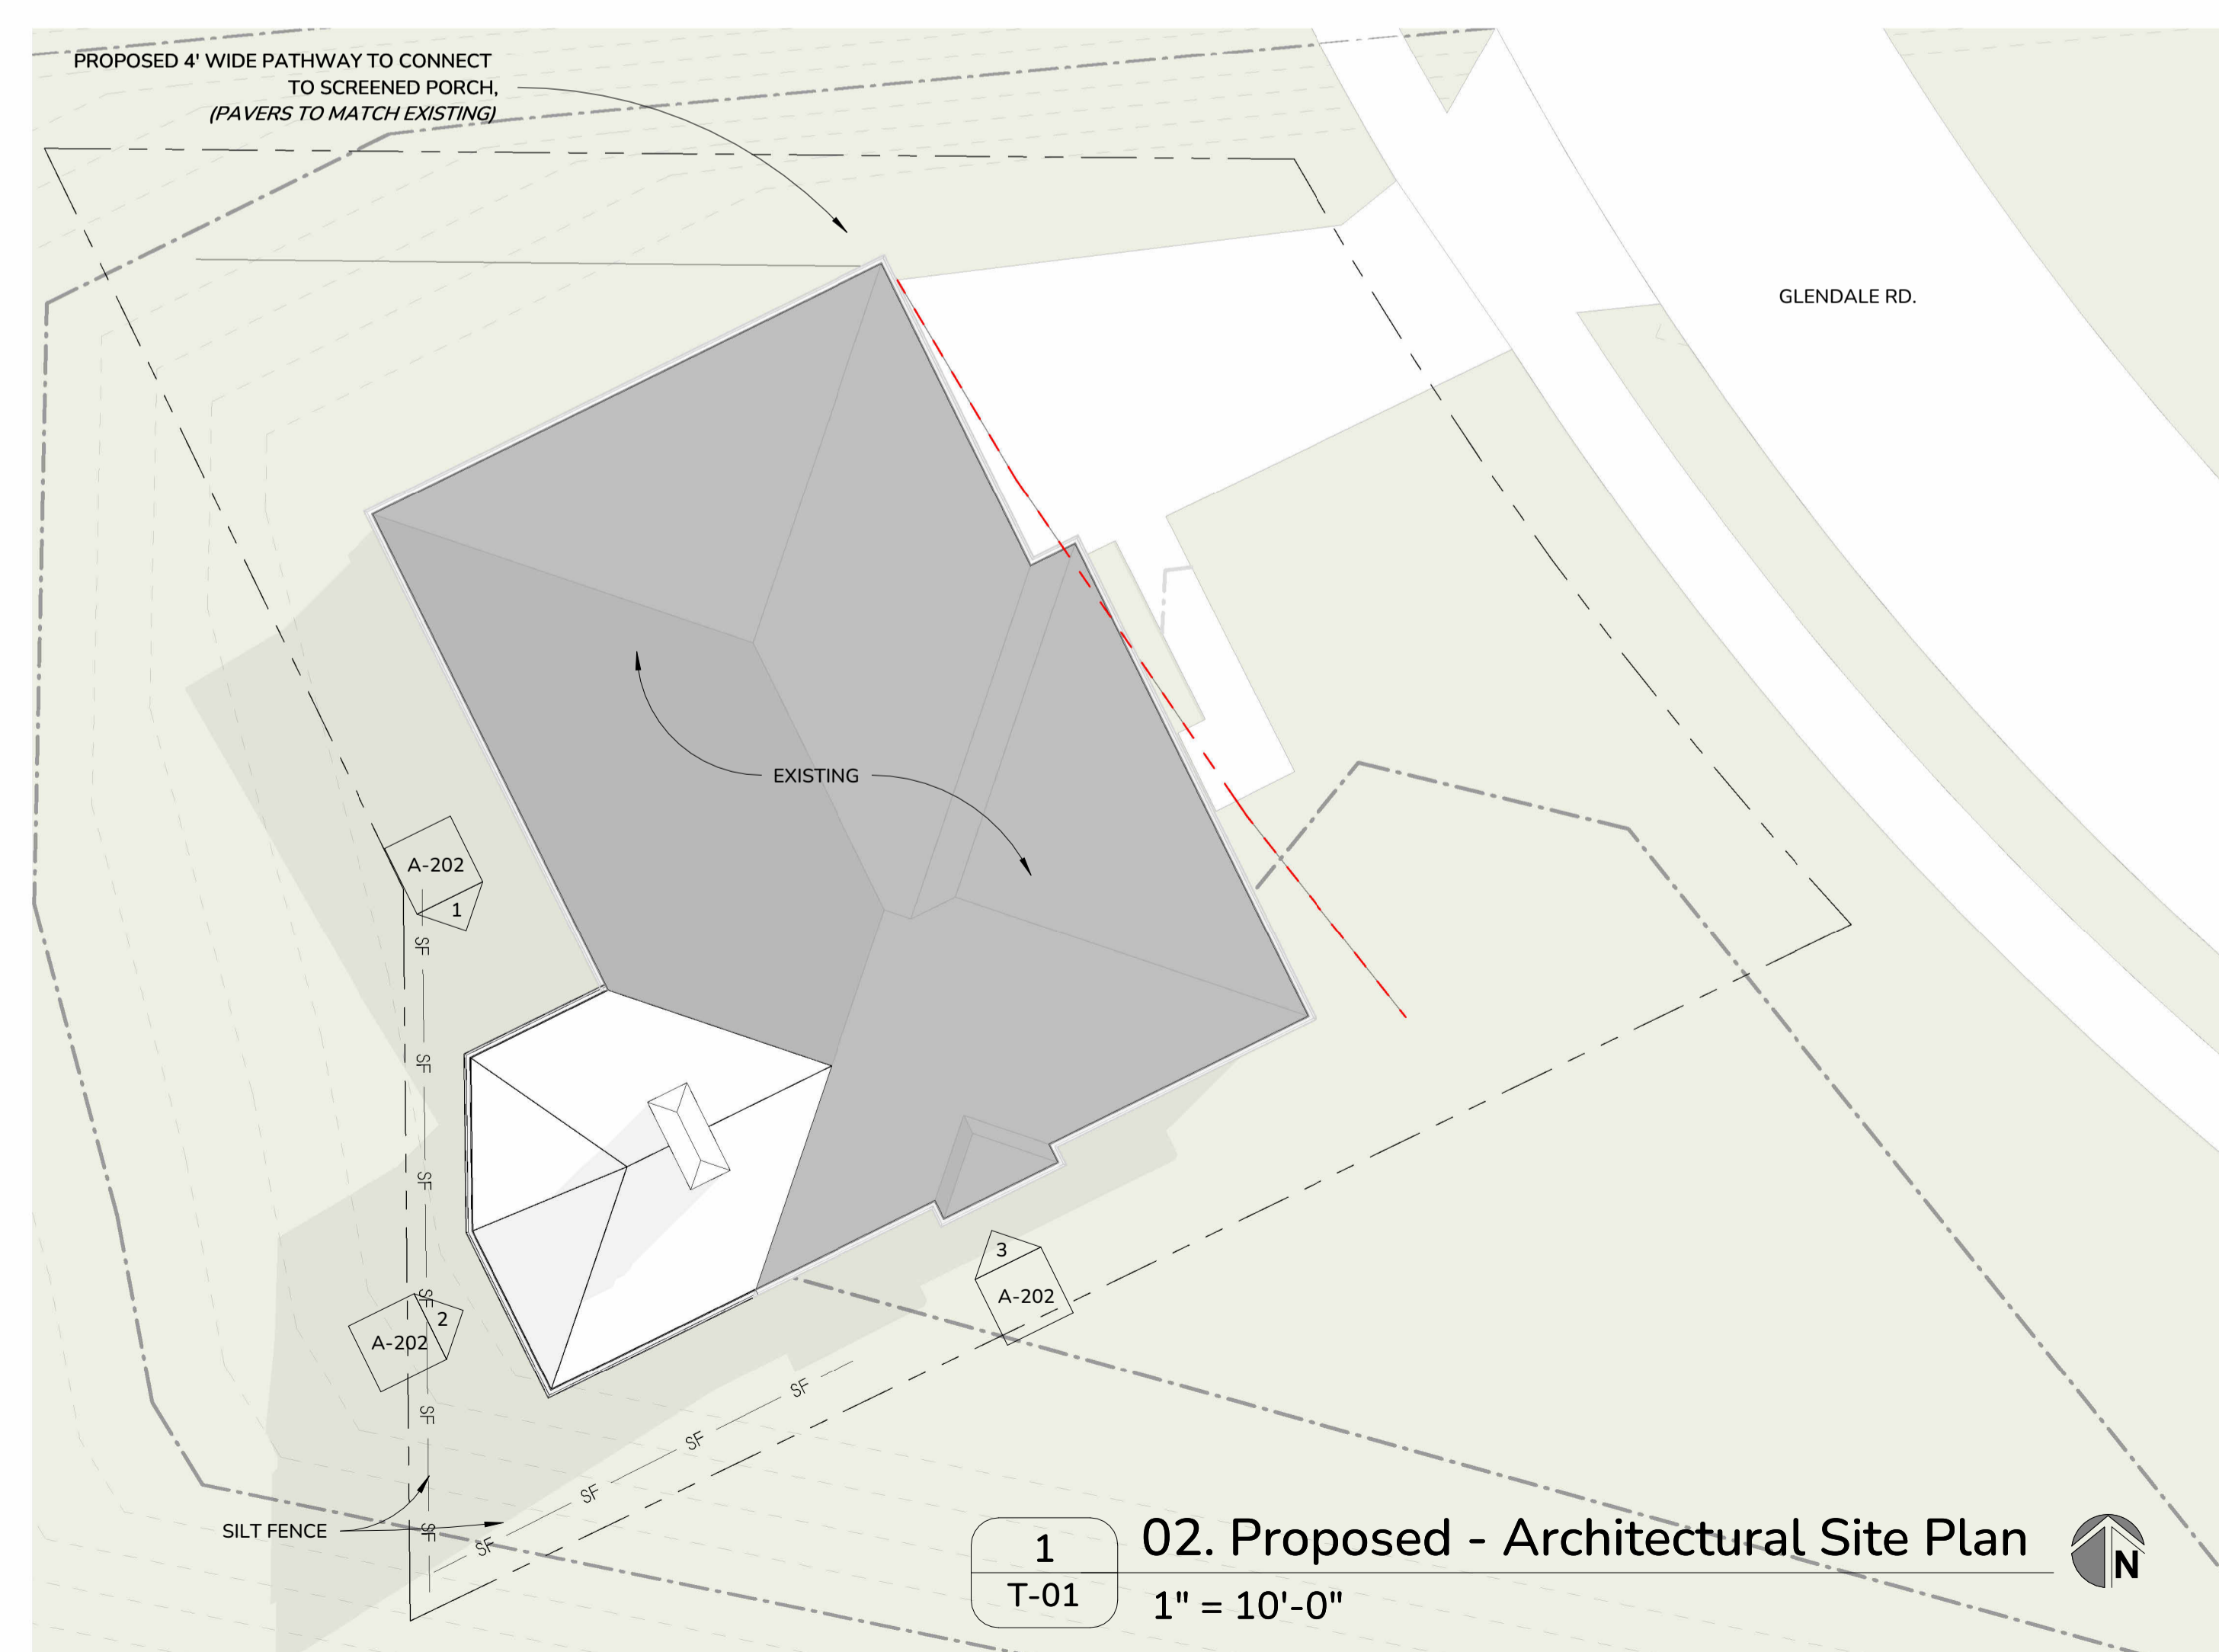 PROPOSED 4' WIDE PATHWAY TO CONNECT
TO SCREENED PORCH,
(PAVERS TO MATCH EXISTING)
GLENDALE RD.
EXISTING
A-202
1
SF
SF
SF
SF
SF
SF
2
A-202
3
A-202
SF
SF
SF
SF
SILT FENCE
1
T-01
02. Proposed - Architectural Site Plan
1" = 10'-0"
N